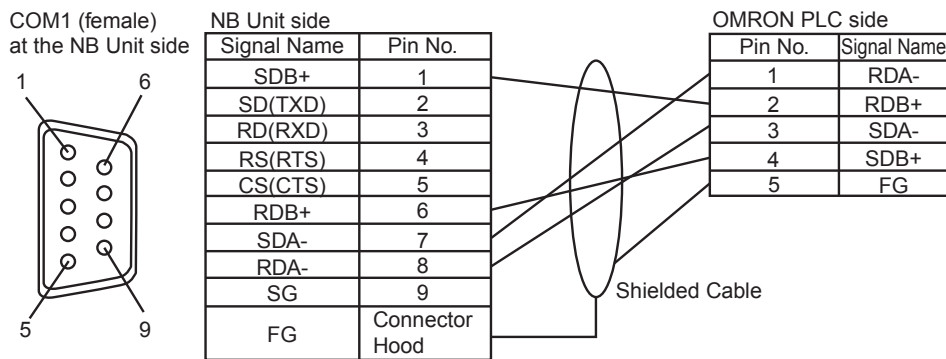 COM1 (female)
at the NB Unit side
1
6
5
9
NB Unit side
Signal Name Pin No.
SDB+ 1
SD(TXD) 2
RD(RXD) 3
RS(RTS) 4
CS(CTS) 5
RDB+ 6
SDA- 7
RDA- 8
SG 9
FG Connector
Hood
Shielded Cable
OMRON PLC side
Pin No. Signal Name
1 RDA-
2 RDB+
3 SDA-
4 SDB+
5 FG